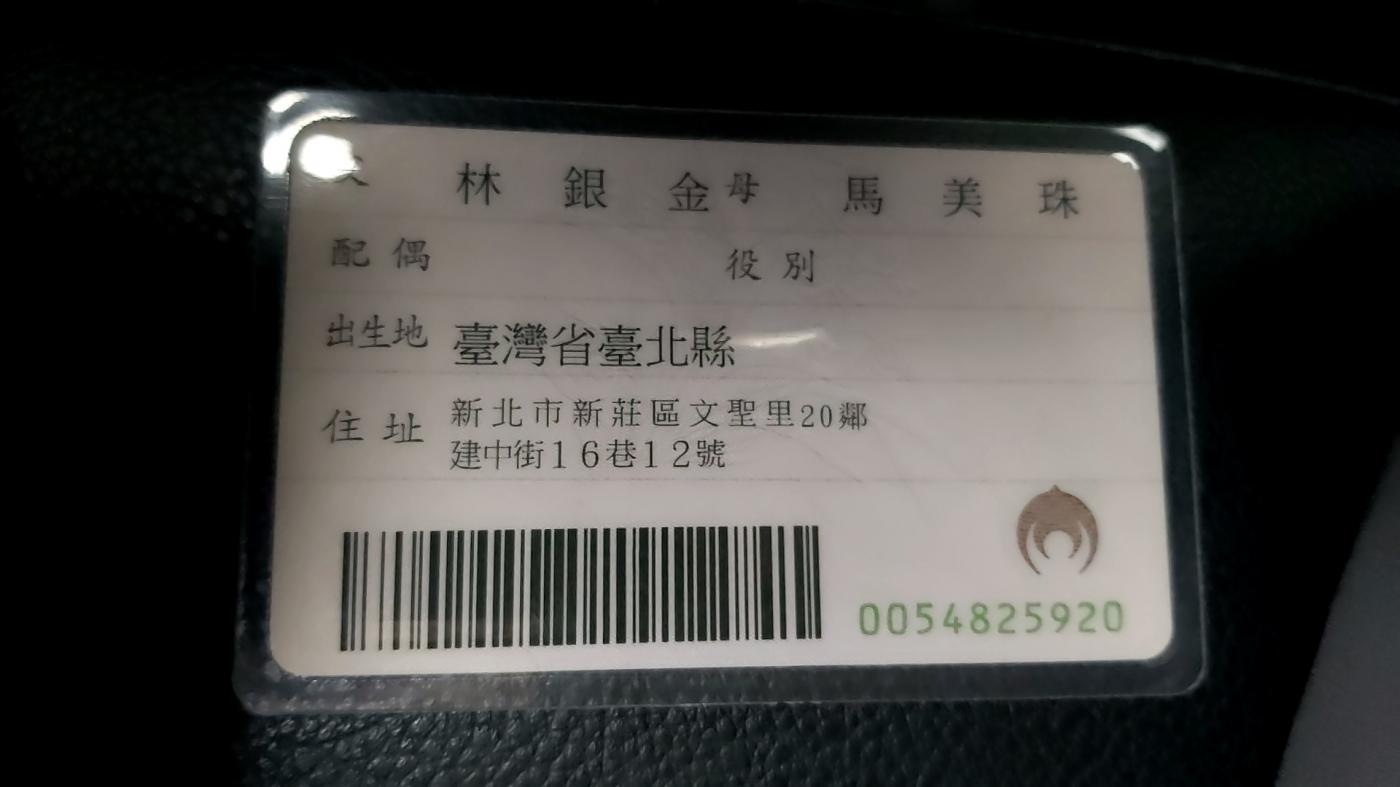 父 林銀金 母 馬美珠
配偶 役別
出生地 臺灣省臺北縣
住址 新北市新莊區文聖里20鄰
建中街16巷12號
0054825920